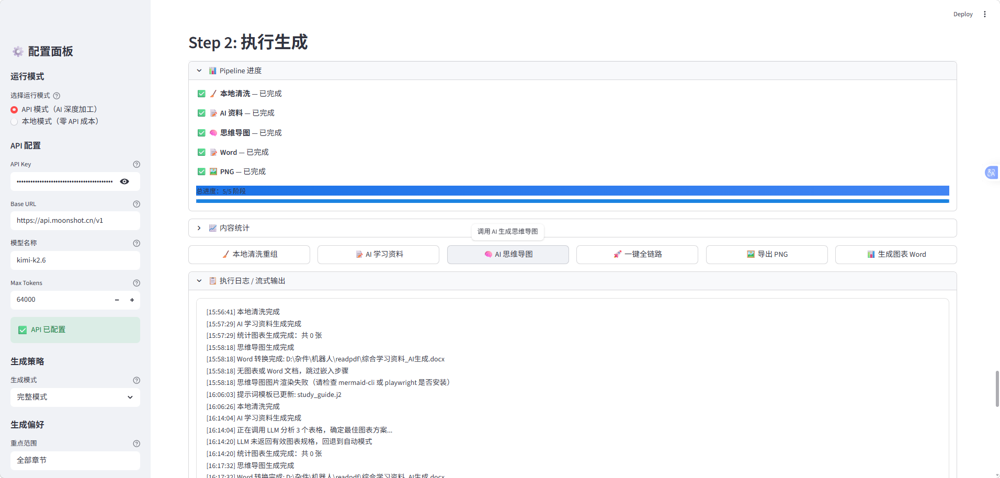 Deploy
配置面板
运行模式
选择运行模式
API 模式（AI 深度加工）
本地模式（零 API 成本）
API 配置
API Key
••••••••••••••••••••••••••••••••••••••••••
Base URL
https://api.moonshot.cn/v1
模型名称
kimi-k2.6
Max Tokens
64000
API 已配置
生成策略
生成模式
完整模式
生成偏好
重点范围
全部章节
Step 2: 执行生成
Pipeline 进度
本地清洗 — 已完成
AI 资料 — 已完成
思维导图 — 已完成
Word — 已完成
PNG — 已完成
总进度：5/5 阶段
内容统计
调用 AI 生成思维导图
本地清洗重组
AI 学习资料
AI 思维导图
一键全链路
导出 PNG
生成图表 Word
执行日志 / 流式输出
[15:56:41] 本地清洗完成
[15:57:29] AI 学习资料生成完成
[15:57:29] 统计图表生成完成：共 0 张
[15:58:18] 思维导图生成完成
[15:58:18] Word 转换完成: D:\杂件\机器人\readpdf\综合学习资料_AI生成.docx
[15:58:18] 无图表或 Word 文档，跳过嵌入步骤
[15:58:18] 思维导图图片渲染失败（请检查 mermaid-cli 或 playwright 是否安装）
[16:06:03] 提示词模板已更新: study_guide.j2
[16:06:26] 本地清洗完成
[16:14:04] AI 学习资料生成完成
[16:14:04] 正在调用 LLM 分析 3 个表格，确定最佳图表方案...
[16:14:20] LLM 未返回有效图表规格，回退到自动模式
[16:14:20] 统计图表生成完成：共 0 张
[16:17:32] 思维导图生成完成
[16:17:32] Word 转换完成: D:\杂件\机器人\readpdf\综合学习资料_AI生成.docx